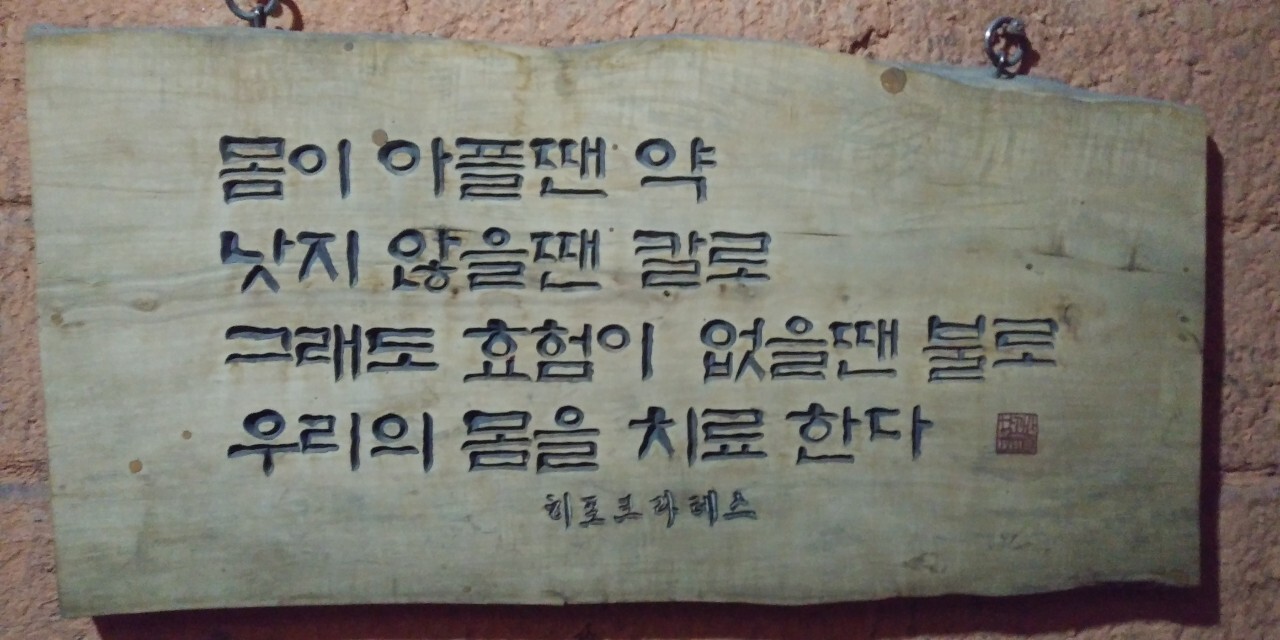 몸이 아플땐 약
낫지 않을땐 칼로
그래도 효험이 없을땐 불로
우리의 몸을 치료 한다
히포크라테스